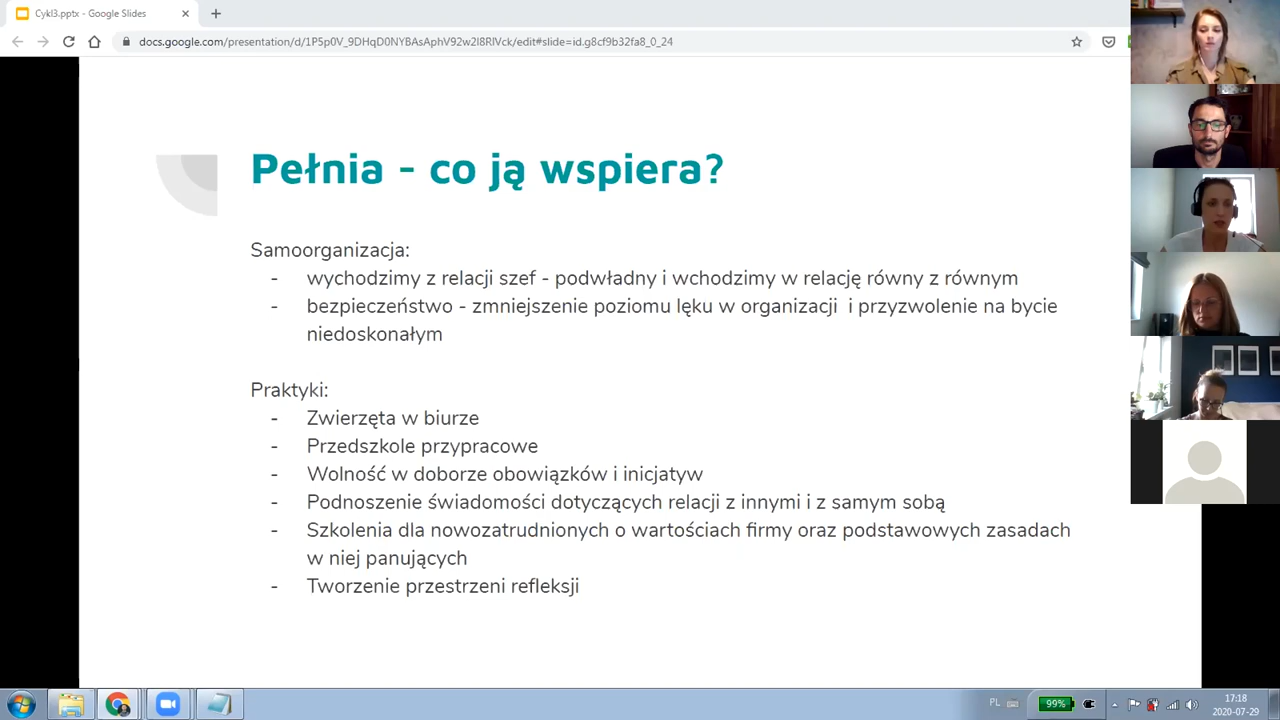 Cykl3.pptx - Google Slides
docs.google.com/presentation/d/1P5p0V_9DHqD0NYBAsAphV92w2l8RlVck/edit#slide=id.g8cf9b32fa8_0_24
Pełnia - co ją wspiera?
Samoorganizacja:
- wychodzimy z relacji szef - podwładny i wchodzimy w relację równy z równym
- bezpieczeństwo - zmniejszenie poziomu lęku w organizacji i przyzwolenie na bycie
niedoskonałym
Praktyki:
- Zwierzęta w biurze
- Przedszkole przypracowe
- Wolność w doborze obowiązków i inicjatyw
- Podnoszenie świadomości dotyczących relacji z innymi i z samym sobą
- Szkolenia dla nowozatrudnionych o wartościach firmy oraz podstawowych zasadach
w niej panujących
- Tworzenie przestrzeni refleksji
PL
99%
17:18
2020-07-29